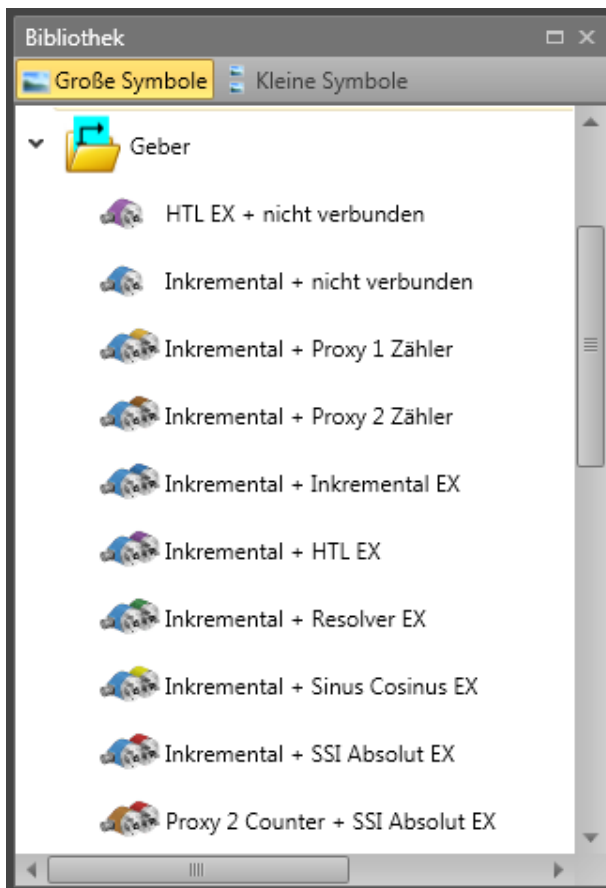 Bibliothek
Große Symbole Kleine Symbole
Geber
HTL EX + nicht verbunden
Inkremental + nicht verbunden
Inkremental + Proxy 1 Zähler
Inkremental + Proxy 2 Zähler
Inkremental + Inkremental EX
Inkremental + HTL EX
Inkremental + Resolver EX
Inkremental + Sinus Cosinus EX
Inkremental + SSI Absolut EX
Proxy 2 Counter + SSI Absolut EX